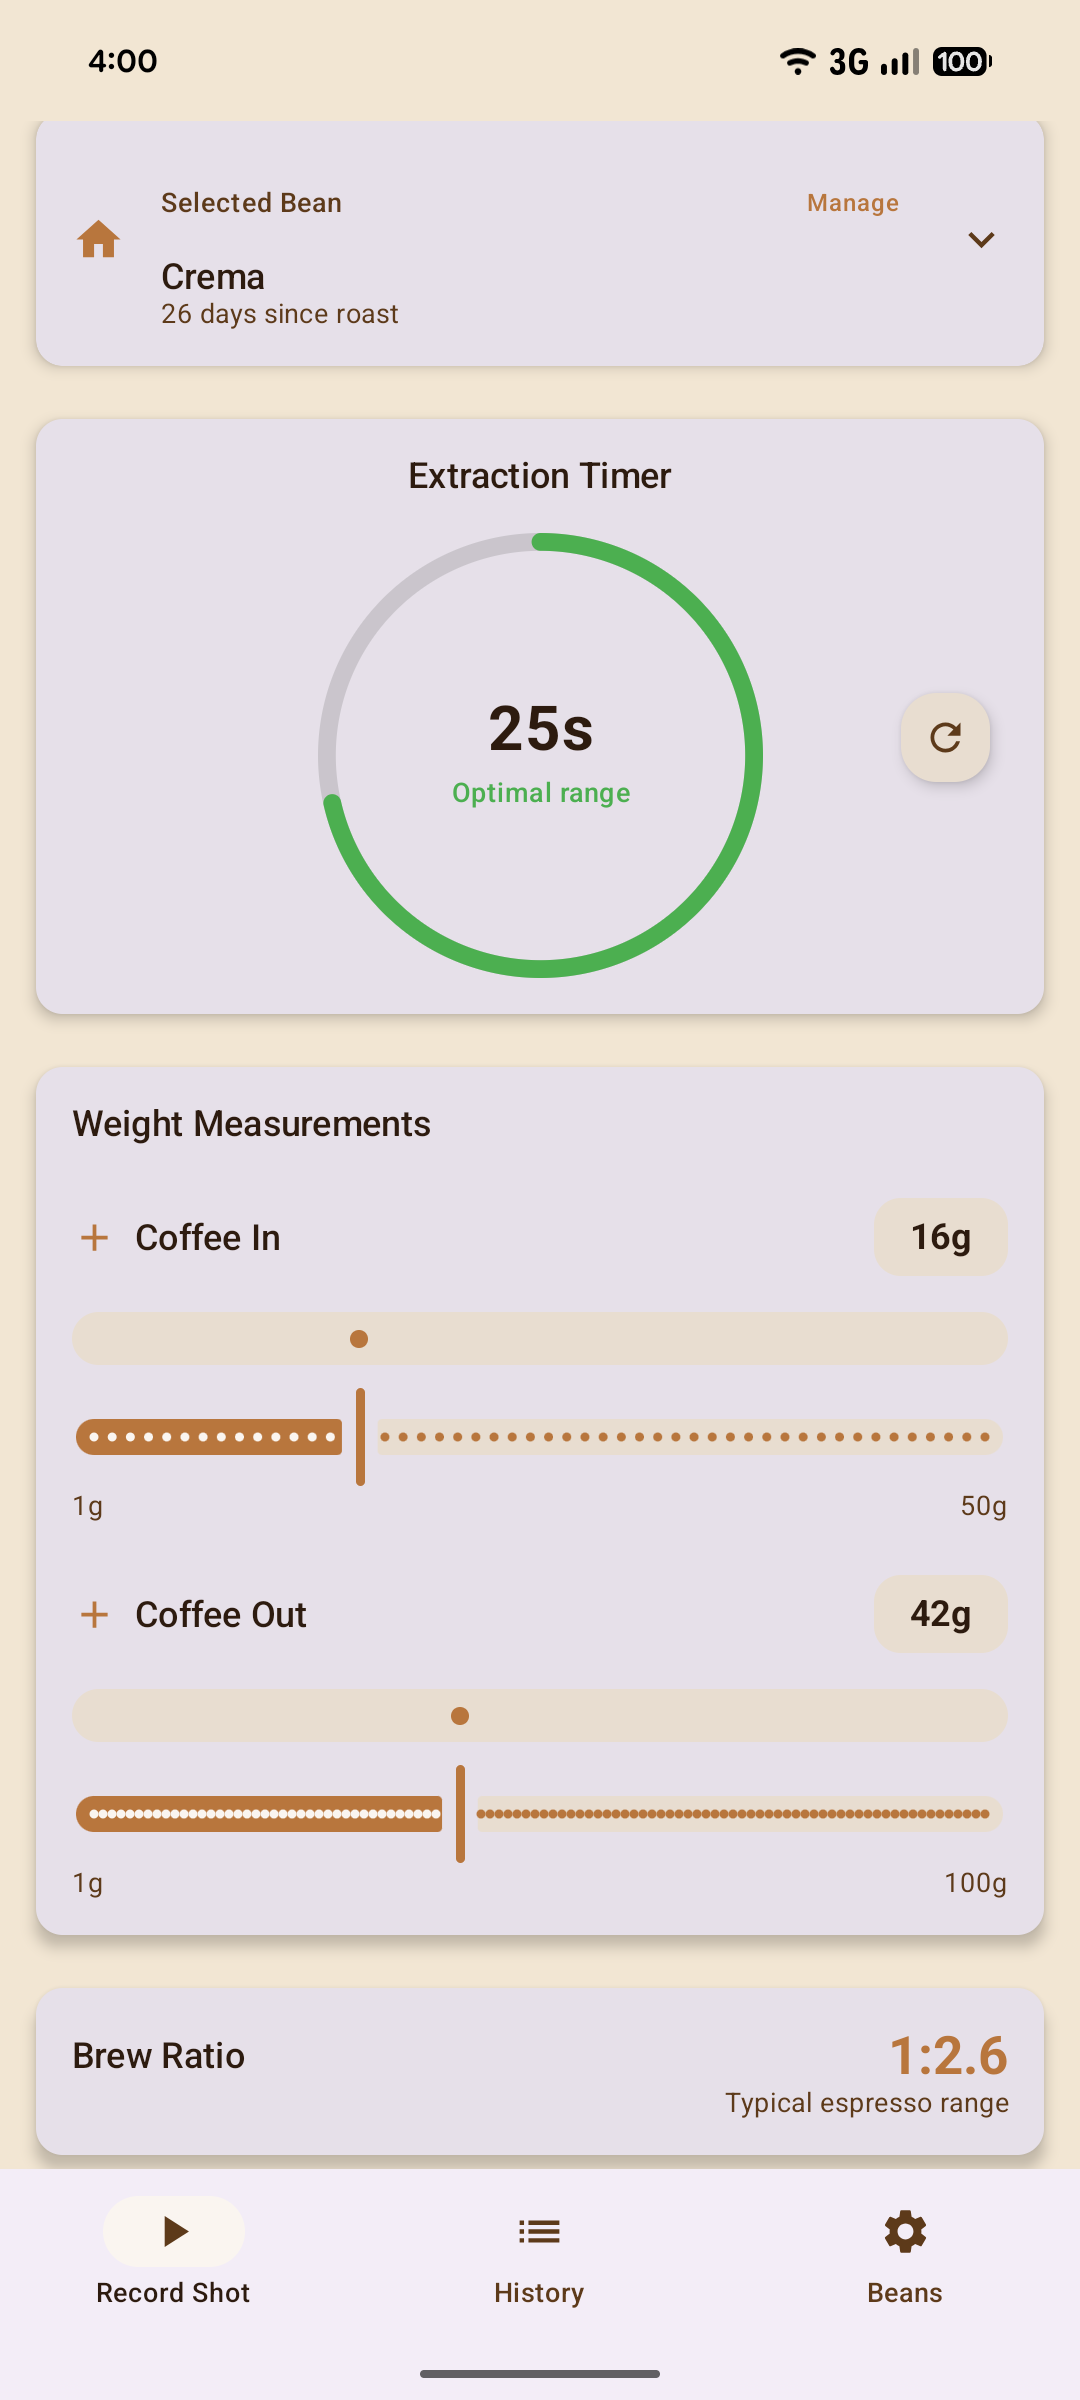 4:00
3G
100
Selected Bean
Manage
Crema
26 days since roast
Extraction Timer
25s
Optimal range
Weight Measurements
Coffee In
16g
1g
50g
Coffee Out
42g
1g
100g
Brew Ratio
1:2.6
Typical espresso range
Record Shot
History
Beans